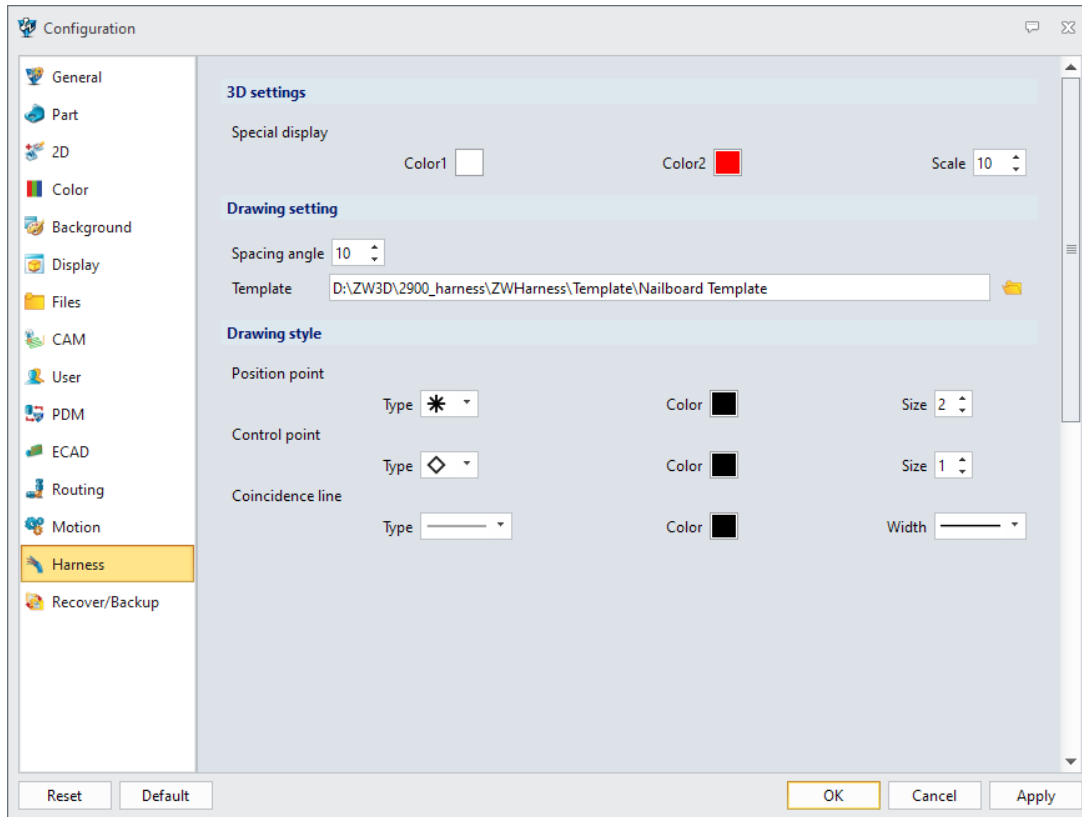 Configuration
General
Part
2D
Color
Background
Display
Files
CAM
User
PDM
ECAD
Routing
Motion
Harness
Recover/Backup
3D settings
Special display
Color1 Color2 Scale 10
Drawing setting
Spacing angle 10
Template D:\ZW3D\2900_harness\ZWHarness\Template\Nailboard Template
Drawing style
Position point
Type Color Size 2
Control point
Type Color Size 1
Coincidence line
Type Color Width
Reset Default OK Cancel Apply